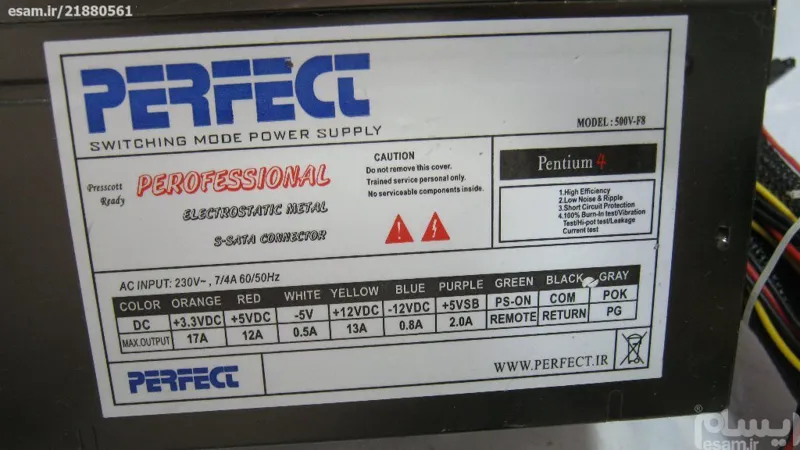 esam.ir/21880561
PERFECT
SWITCHING MODE POWER SUPPLY
MODEL : 500V-F8
Presscott
Ready
PEROFESSIONAL
ELECTROSTATIC METAL
S-SATA CONNECTOR
CAUTION
Do not remove this cover.
Trained service personal only.
No serviceable components inside.
Pentium 4
1.High Efficiency
2.Low Noise & Ripple
3.Short Circuit Protection
4.100% Burn-In test/Vibration
Test/Hi-pot test/Leakage
Current test
AC INPUT: 230V~ , 7/4A 60/50Hz
COLOR ORANGE RED WHITE YELLOW BLUE PURPLE GREEN BLACK GRAY
DC +3.3VDC +5VDC -5V +12VDC -12VDC +5VSB PS-ON COM POK
MAX.OUTPUT 17A 12A 0.5A 13A 0.8A 2.0A REMOTE RETURN PG
PERFECT
WWW.PERFECT.IR
ایسام
esam.ir